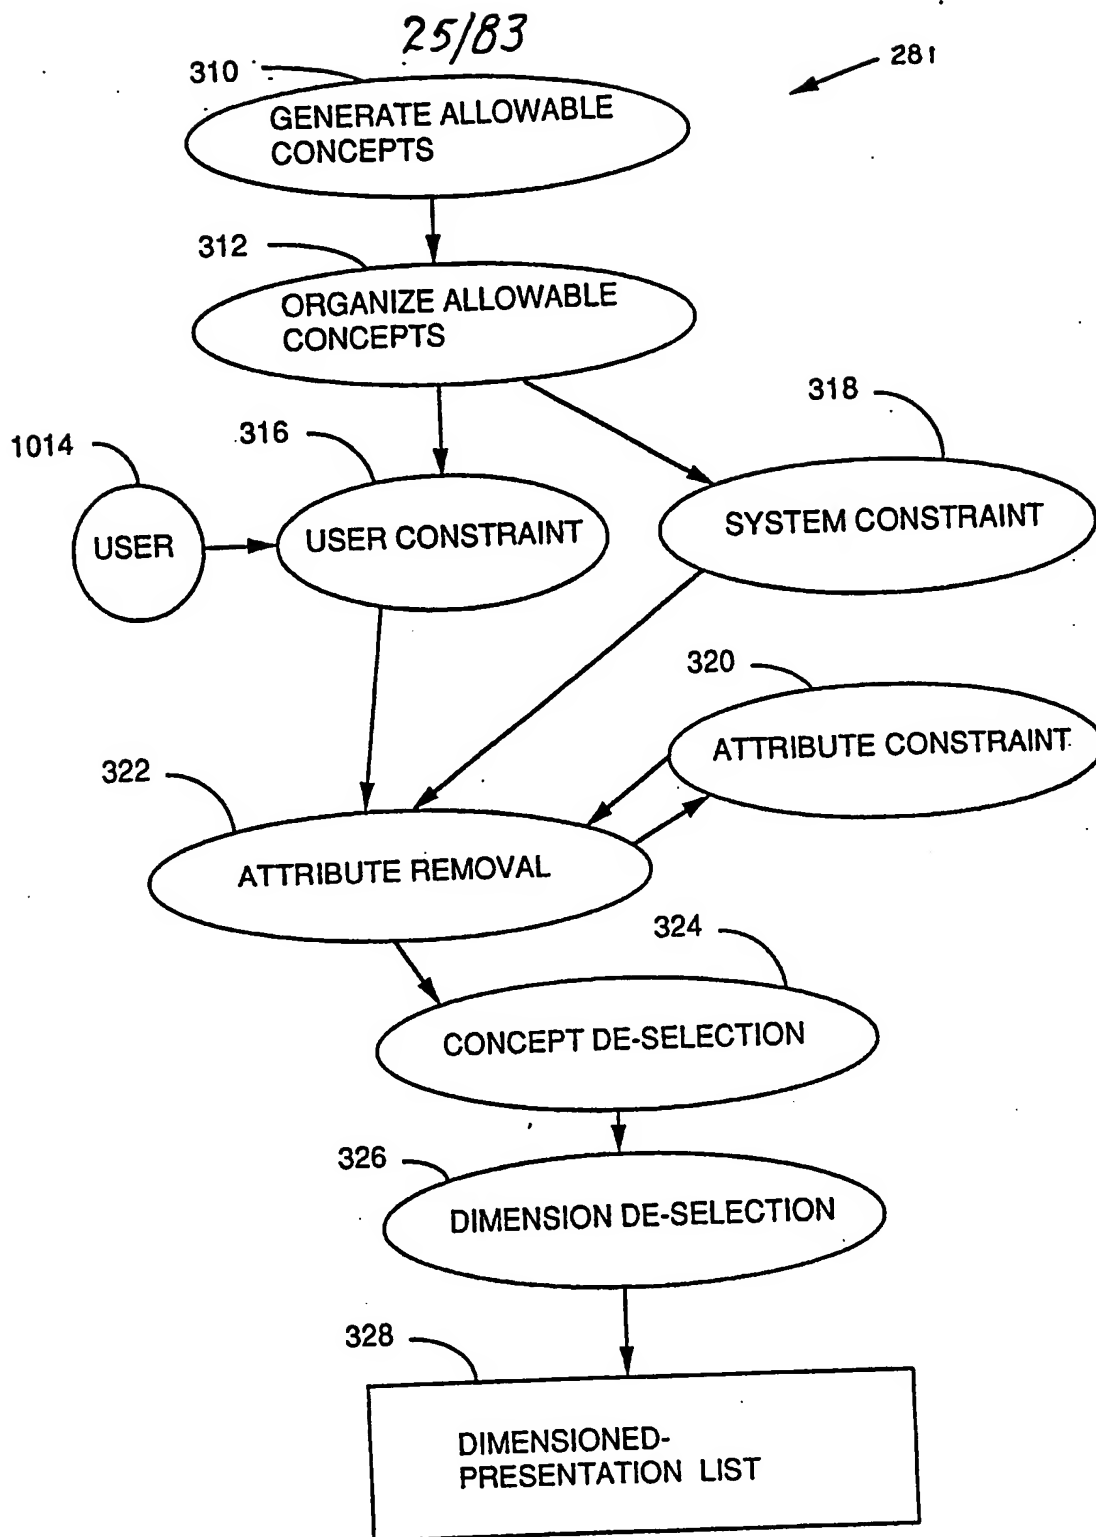 25/83
281
310
GENERATE ALLOWABLE
CONCEPTS
312
ORGANIZE ALLOWABLE
CONCEPTS
318
316
1014
SYSTEM CONSTRAINT
USER
USER CONSTRAINT
320
ATTRIBUTE CONSTRAINT
322
ATTRIBUTE REMOVAL
324
CONCEPT DE-SELECTION
326
DIMENSION DE-SELECTION
328
DIMENSIONED-
PRESENTATION LIST